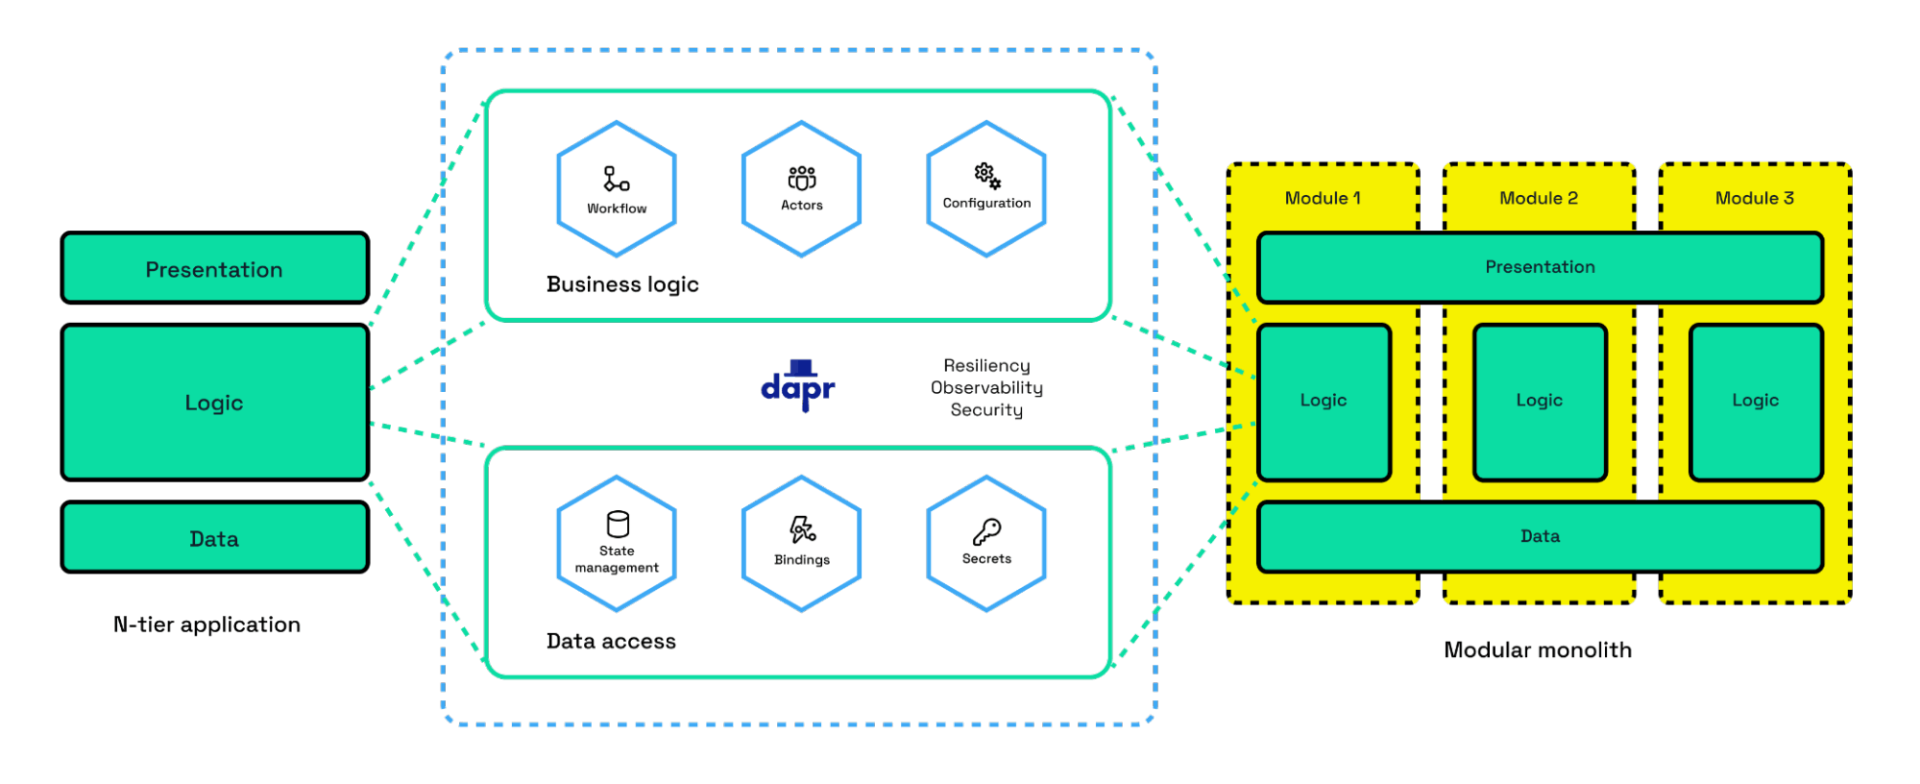 Presentation
Logic
Data
N-tier application
Workflow
Actors
Configuration
Business logic
dapr
Resiliency
Observability
Security
State
management
Bindings
Secrets
Data access
Module 1
Module 2
Module 3
Presentation
Logic
Logic
Logic
Data
Modular monolith